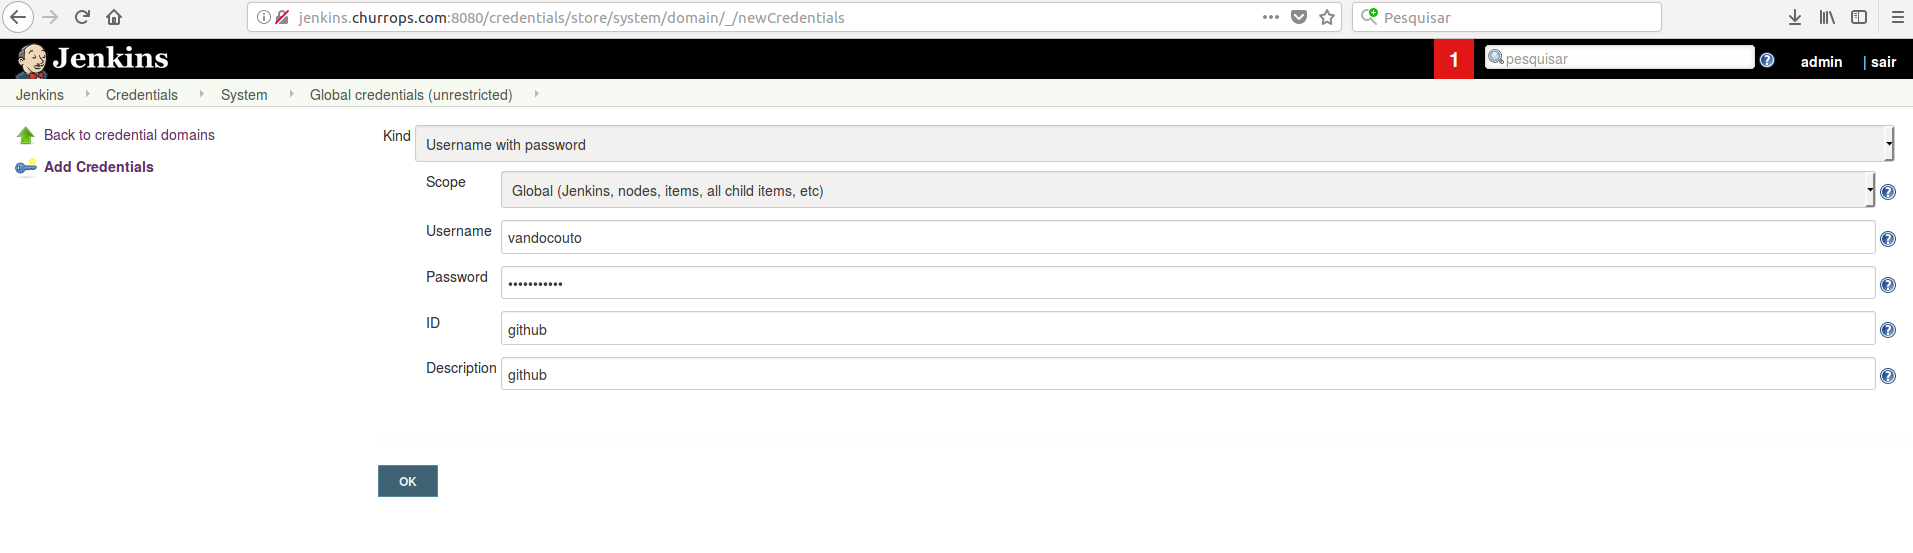 jenkins.churrops.com:8080/credentials/store/system/domain/_/newCredentials
Pesquisar
Jenkins
1
pesquisar
admin
| sair
Jenkins
Credentials
System
Global credentials (unrestricted)
Back to credential domains
Add Credentials
Kind
Username with password
Scope
Global (Jenkins, nodes, items, all child items, etc)
Username
vandocouto
Password
•••••••••••
ID
github
Description
github
OK